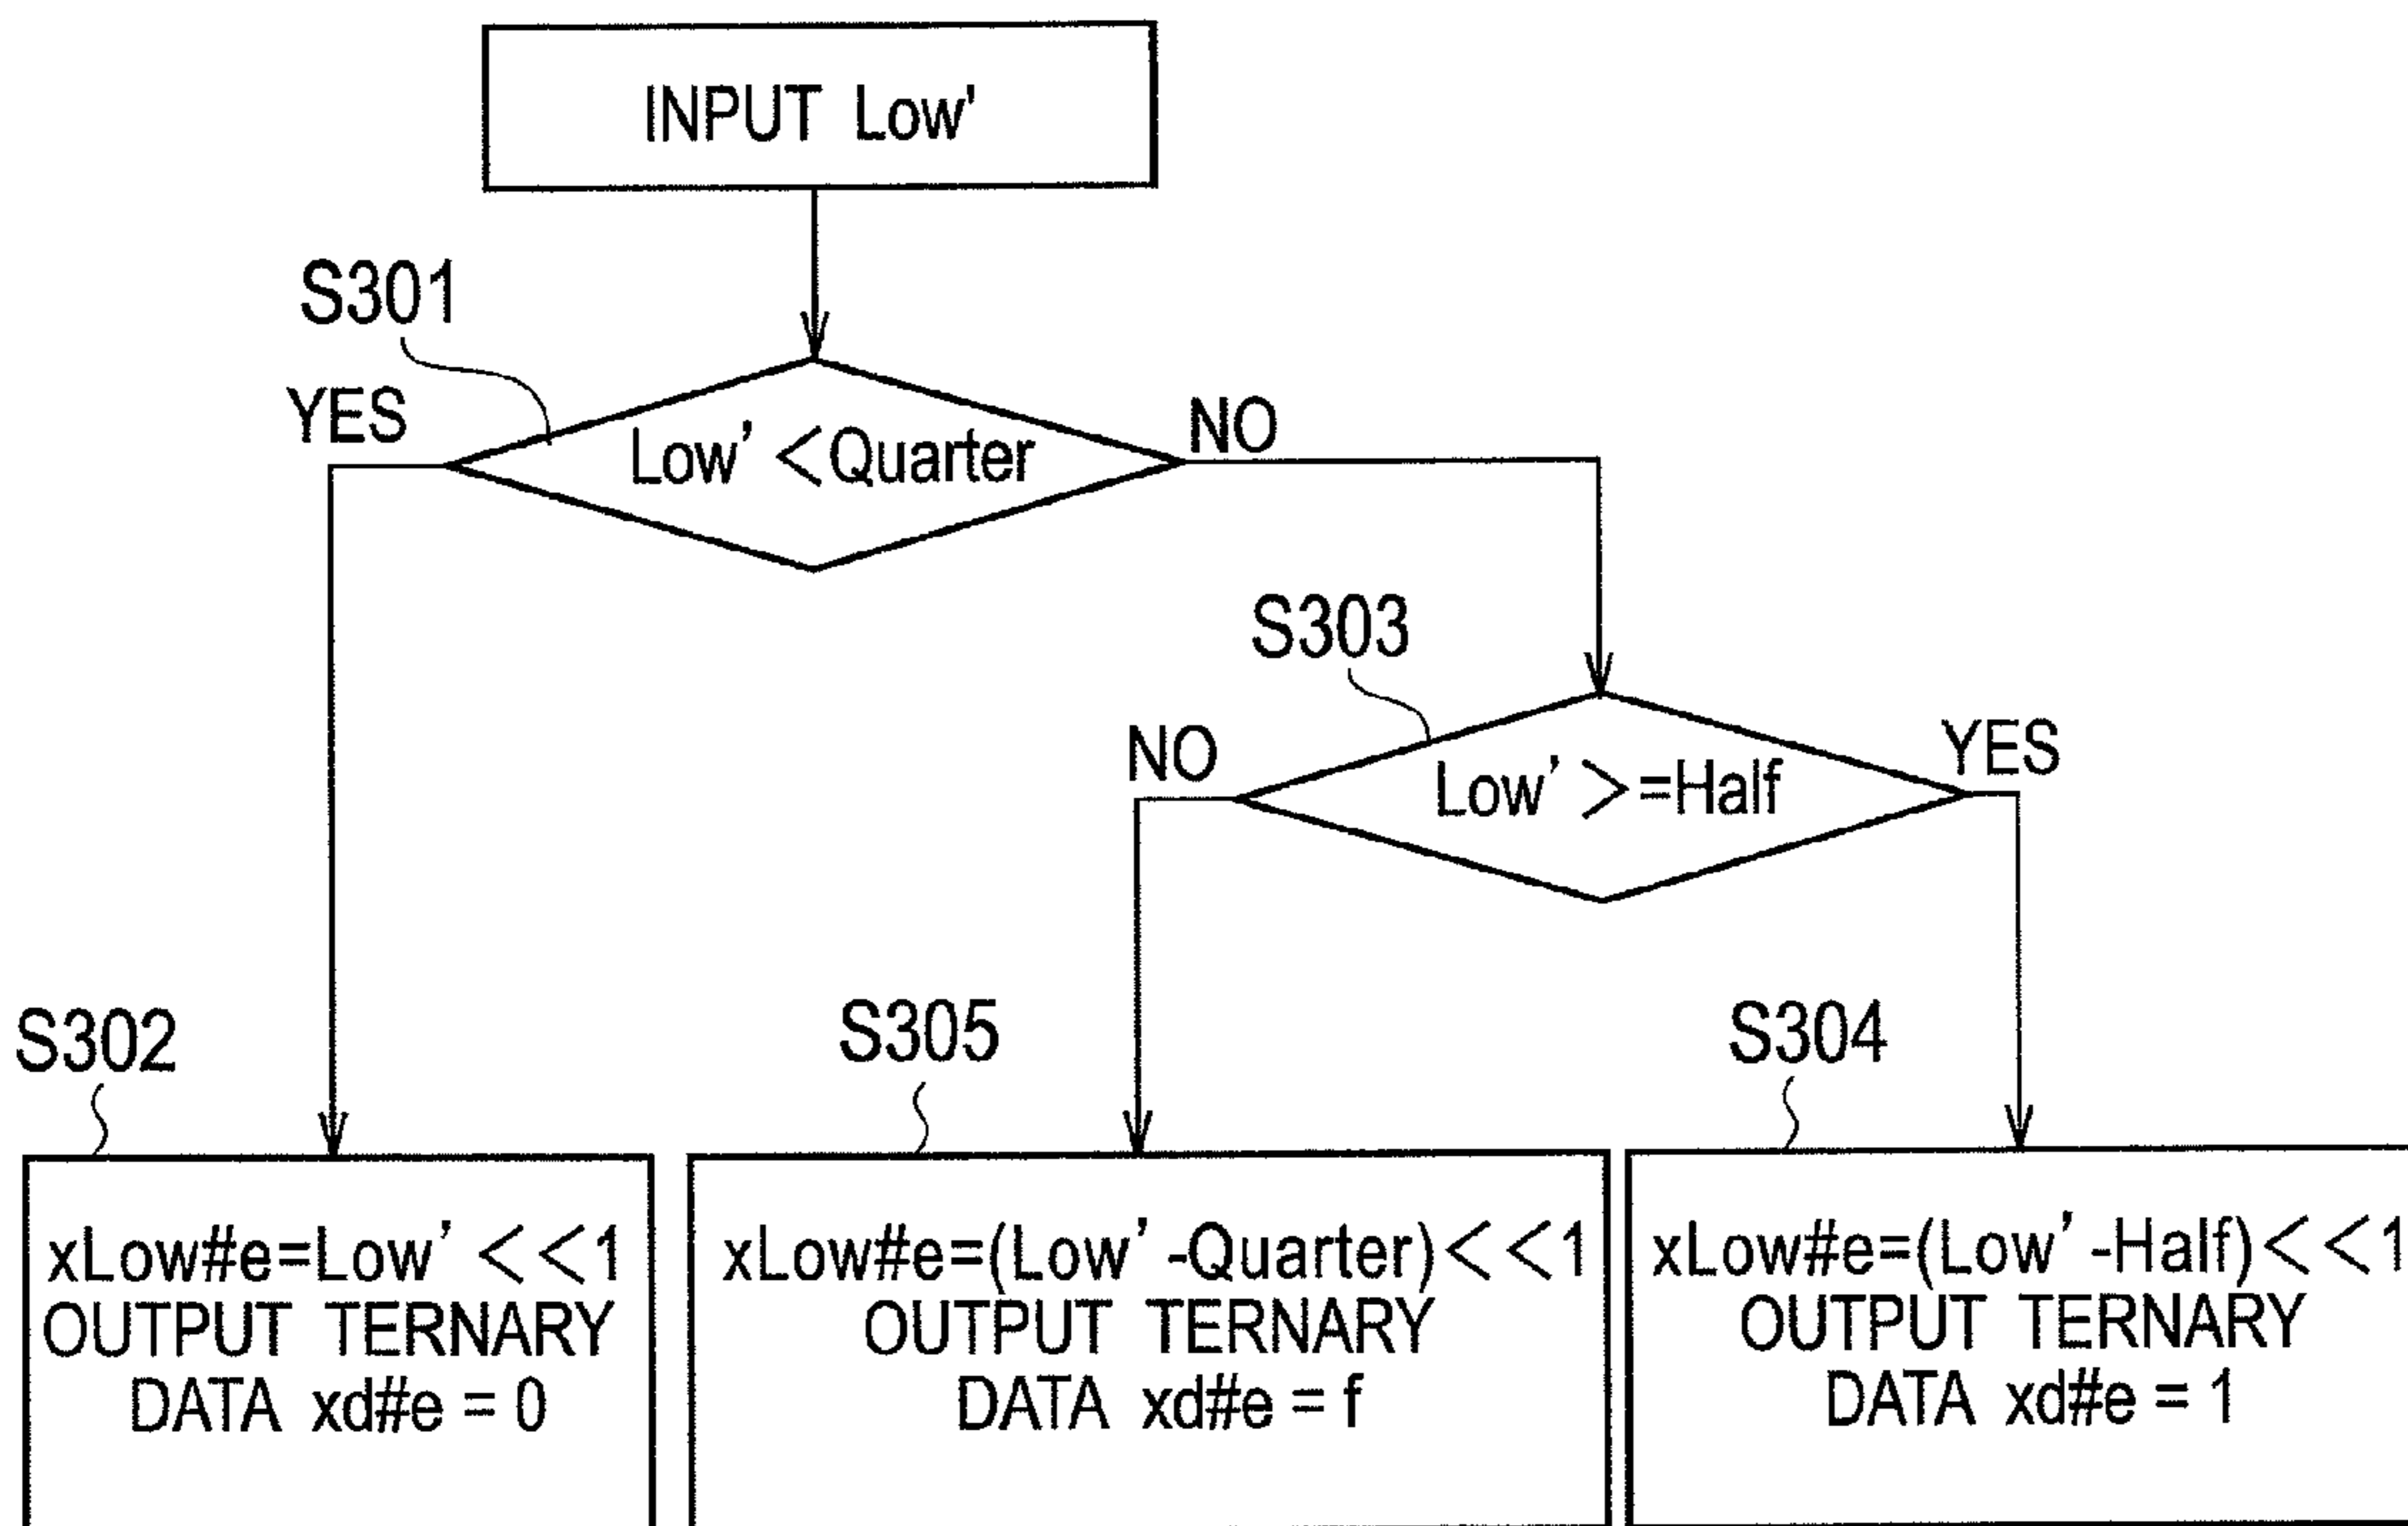 INPUT Low'
S301
YES
NO
Low' <Quarter
S303
NO
YES
Low' >=Half
S302
S305
S304
xLow#e=Low' <<1
OUTPUT TERNARY
DATA xd#e = 0
xLow#e=(Low' -Quarter)<<1
OUTPUT TERNARY
DATA xd#e = f
xLow#e=(Low' -Half)<<1
OUTPUT TERNARY
DATA xd#e = 1